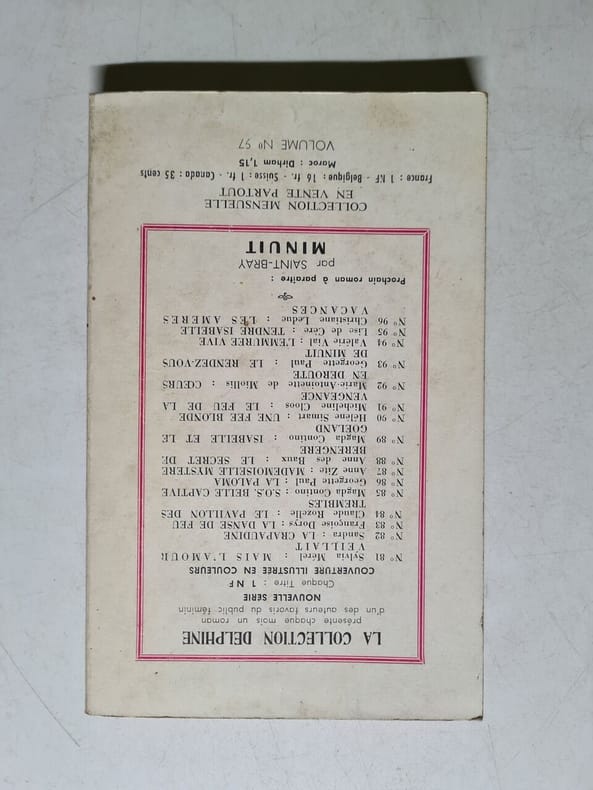 LA COLLECTION DELPHINE
présente chaque mois un roman
d'un des auteurs favoris du public féminin
NOUVELLE SÉRIE
Chaque Titre : 1 NF
COUVERTURE ILLUSTREE EN COULEURS
N° 81 Sylvia Mérel : MAIS L'AMOUR
VEILLAIT
N° 82 Sandra : LA CRAPAUDINE
N° 83 Françoise Dorys : LA DANSE DE FEU
N° 84 Claude Rozelle : LE PAVILLON DES
TREMBLES
N° 85 Magda Contino : S.O.S. BELLE CAPTIVE
N° 86 Georgette Paul : LA PALOMA
N° 87 Anne Zite : MADEMOISELLE MYSTERE
N° 88 Anne des Baux : LE SECRET DE
BERENGERE
N° 89 Magda Contino : ISABELLE ET LE
GOELAND
N° 90 Hélène Simart : UNE FEE BLONDE
N° 91 Micheline Cloos : LE FEU DE LA
VENGEANCE
N° 92 Marie-Antoinette de Miollis : CŒURS
EN DEROUTE
N° 93 Georgette Paul : LE RENDEZ-VOUS
DE MINUIT
N° 94 Valérie Vial : L'EMMUREE VIVE
N° 95 Lise de Cère : TENDRE ISABELLE
N° 96 Christiane Leduc : LES AMERES
VACANCES
Prochain roman à paraître :
par SAINT-BRAY
MINUIT
COLLECTION MENSUELLE
EN VENTE PARTOUT
France : 1 NF - Belgique : 16 fr. - Suisse : 1 fr. - Canada : 35 cents
Maroc : Dirham 1,15
VOLUME N° 97